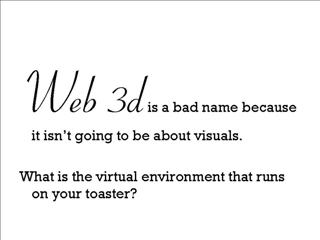 Web 3d is a bad name because
it isn’t going to be about visuals.
What is the virtual environment that runs
on your toaster?